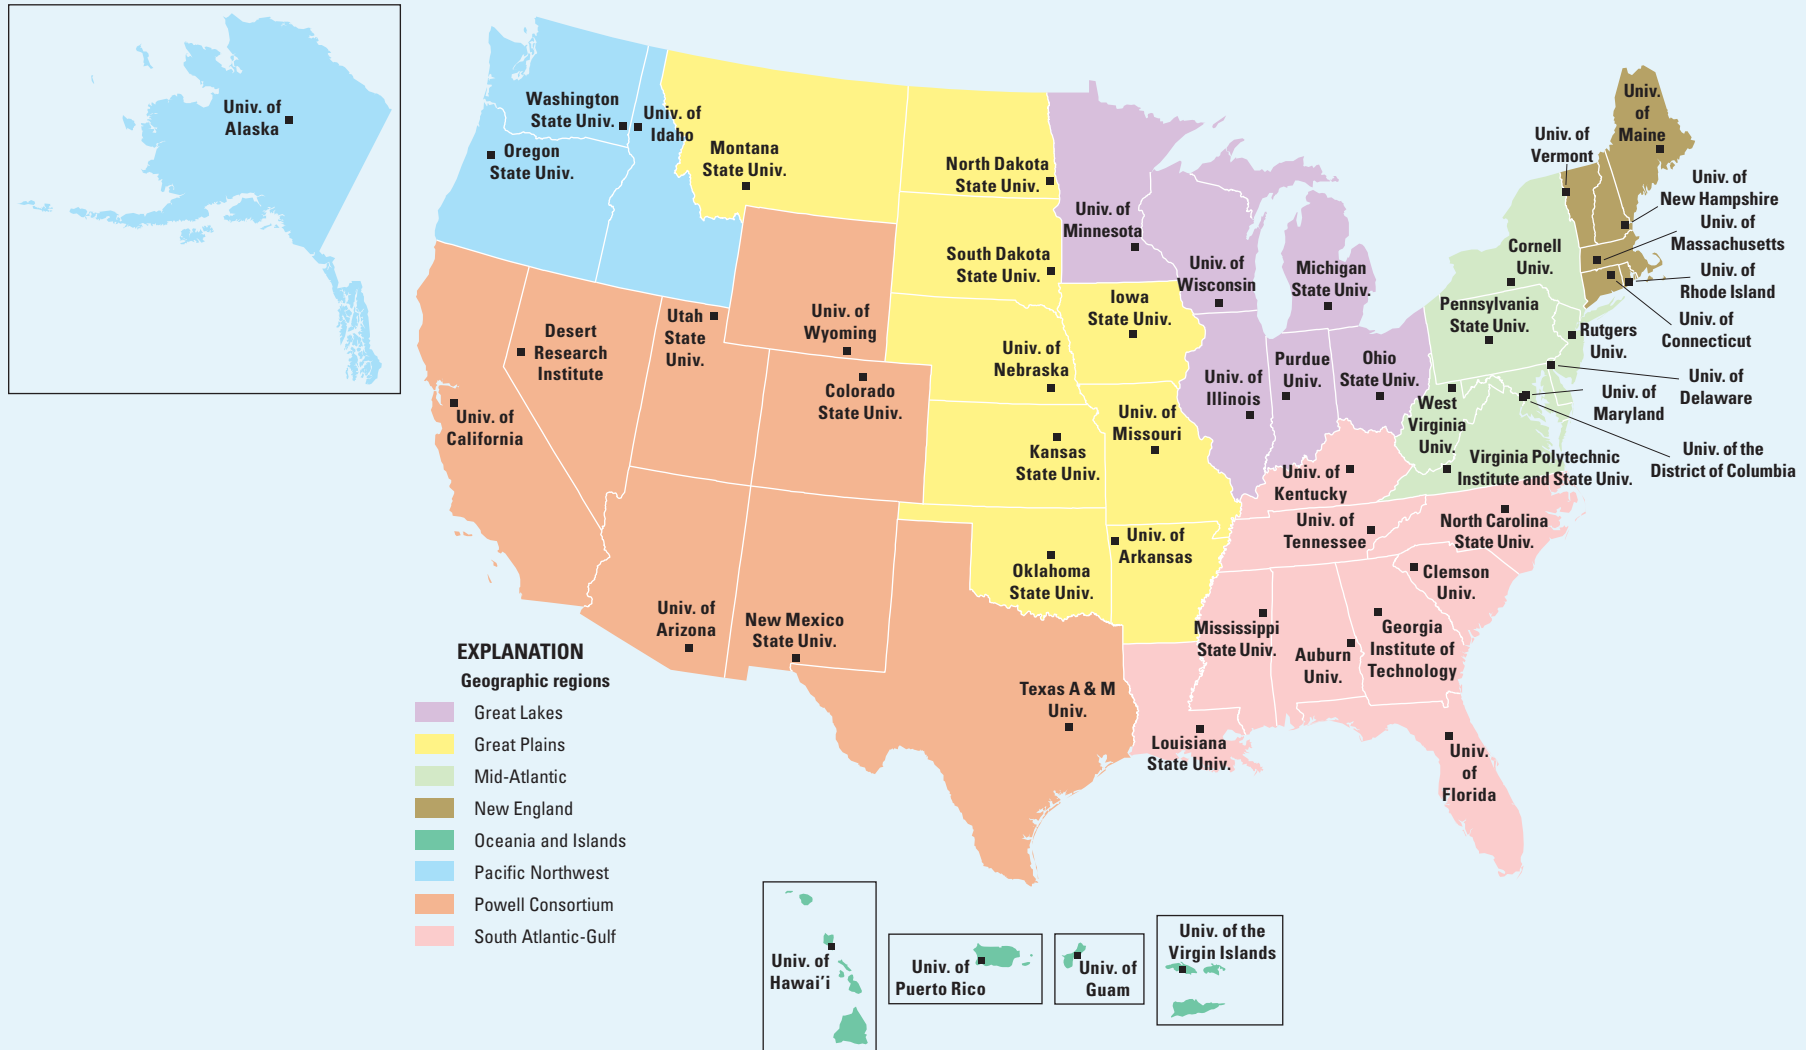 Univ. of
Alaska
Washington
State Univ.
Univ. of
Idaho
Oregon
State Univ.
Montana
State Univ.
North Dakota
State Univ.
South Dakota
State Univ.
Univ. of
Minnesota
Univ. of
Wisconsin
Michigan
State Univ.
Iowa
State Univ.
Univ. of
Wyoming
Utah
State
Univ.
Desert
Research
Institute
Univ. of
California
Colorado
State Univ.
Univ. of
Nebraska
Kansas
State Univ.
Univ. of
Missouri
Univ. of
Illinois
Purdue
Univ.
Ohio
State Univ.
Univ. of
Maine
Univ. of
Vermont
Univ. of
New Hampshire
Univ. of
Massachusetts
Univ. of
Rhode Island
Univ. of
Connecticut
Cornell
Univ.
Pennsylvania
State Univ.
Rutgers
Univ.
Univ. of
Delaware
Univ. of
Maryland
Univ. of the
District of Columbia
West
Virginia
Univ.
Virginia Polytechnic
Institute and State Univ.
Univ. of
Kentucky
Univ. of
Tennessee
North Carolina
State Univ.
Clemson
Univ.
Georgia
Institute of
Technology
Auburn
Univ.
Mississippi
State Univ.
Univ. of
Arkansas
Oklahoma
State Univ.
Univ. of
Arizona
New Mexico
State Univ.
Texas A & M
Univ.
Louisiana
State Univ.
Univ.
of
Florida
EXPLANATION
Geographic regions
Great Lakes
Great Plains
Mid-Atlantic
New England
Oceania and Islands
Pacific Northwest
Powell Consortium
South Atlantic-Gulf
Univ. of
Hawai'i
Univ. of
Puerto Rico
Univ. of
Guam
Univ. of the
Virgin Islands